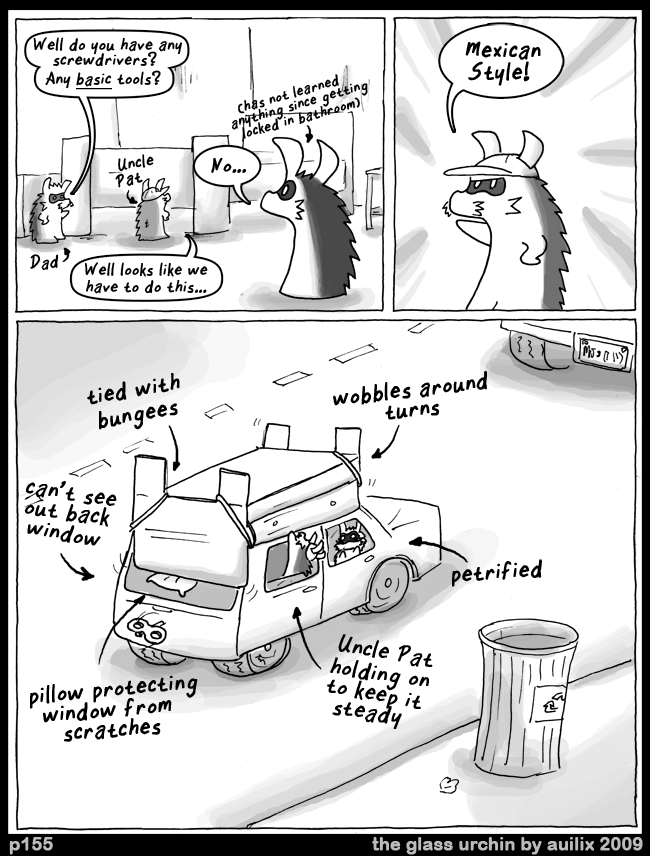 Well do you have any
screwdrivers?
Any basic tools?
(has not learned
anything since getting
locked in bathroom)
Uncle
Pat
No...
Dad
Well looks like we
have to do this...
Mexican
Style!
tied with
bungees
wobbles around
turns
can't see
out back
window
petrified
Uncle Pat
holding on
to keep it
steady
pillow protecting
window from
scratches
p155
the glass urchin by auilix 2009